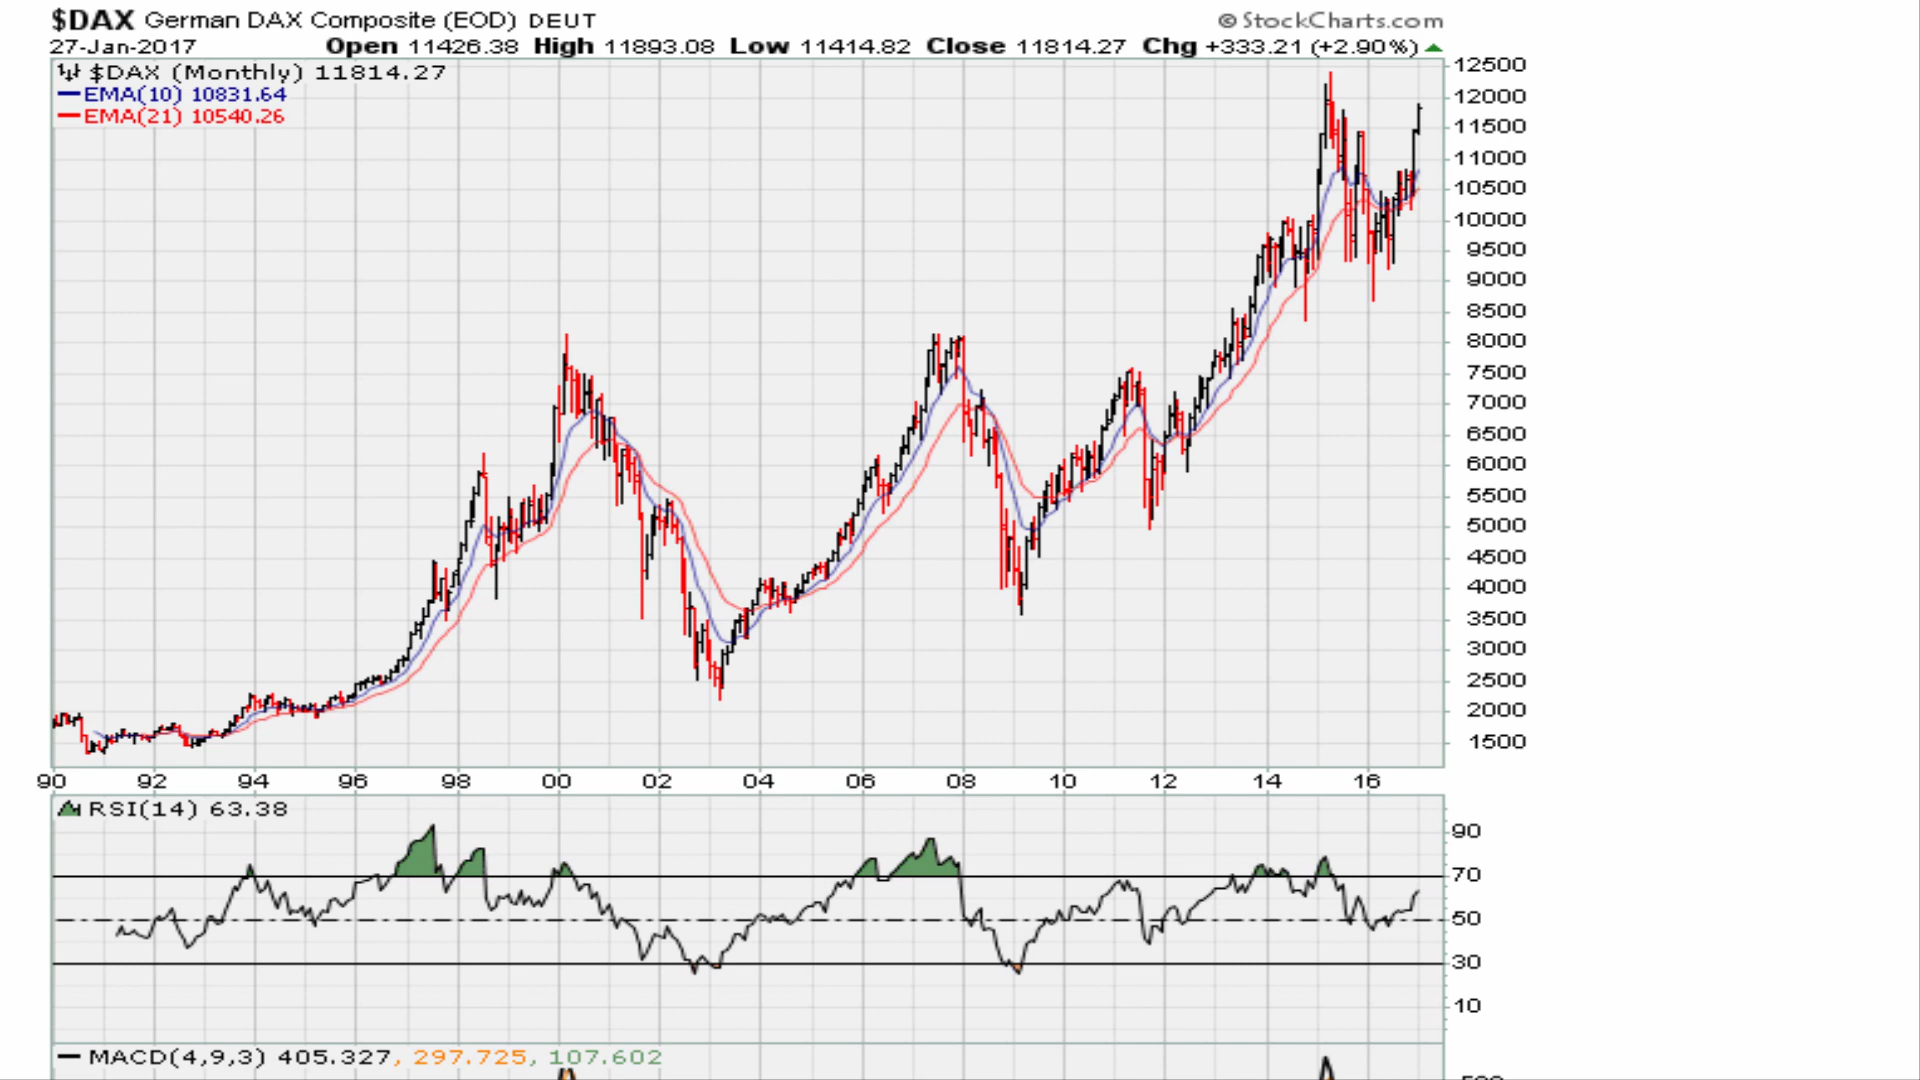 $DAX German DAX Composite (EOD) DEUT
© StockCharts.com
27-Jan-2017
Open 11426.38 High 11893.08 Low 11414.82 Close 11814.27 Chg +333.21 (+2.90%)
$DAX (Monthly) 11814.27
EMA(10) 10831.64
EMA(21) 10540.26
12500
12000
11500
11000
10500
10000
9500
9000
8500
8000
7500
7000
6500
6000
5500
5000
4500
4000
3500
3000
2500
2000
1500
90 92 94 96 98 00 02 04 06 08 10 12 14 16
RSI(14) 63.38
90
70
50
30
10
MACD(4,9,3) 405.327, 297.725, 107.602